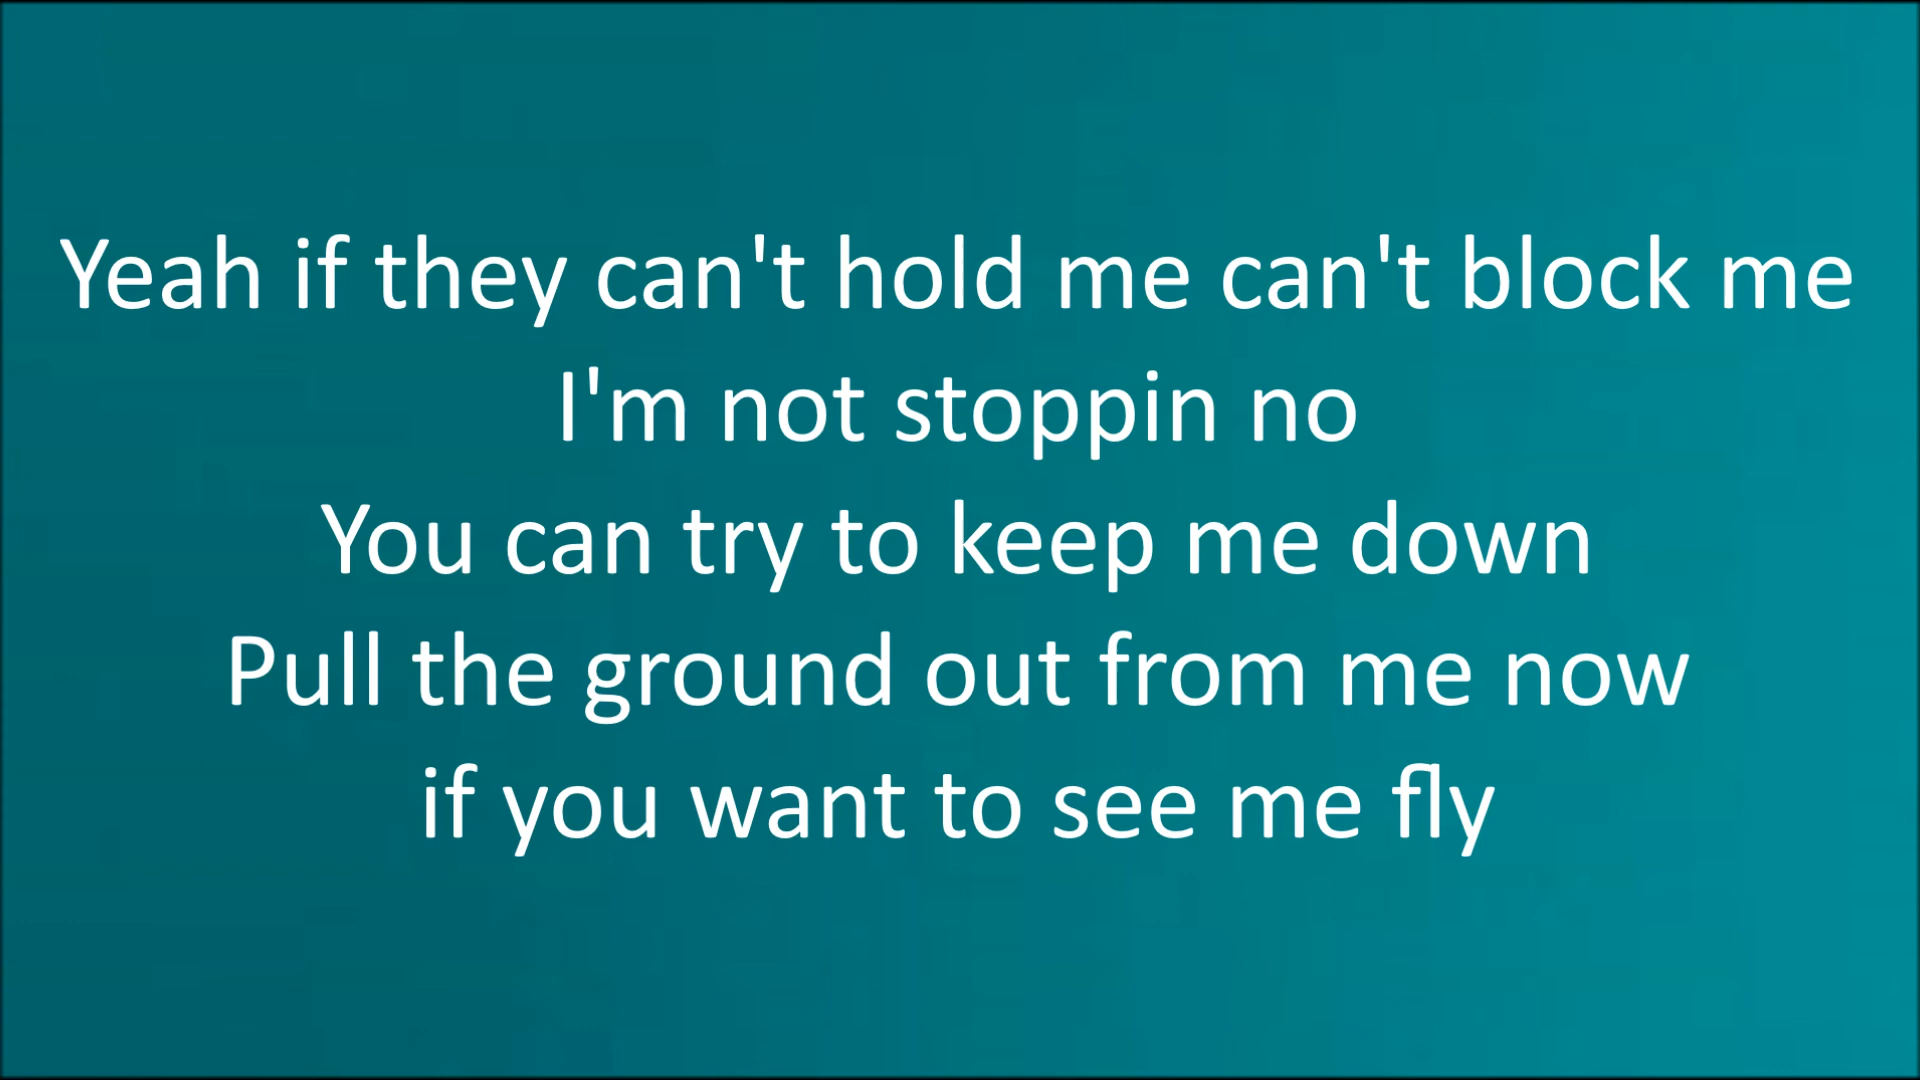 Yeah if they can't hold me can't block me
I'm not stoppin no
You can try to keep me down
Pull the ground out from me now
if you want to see me fly